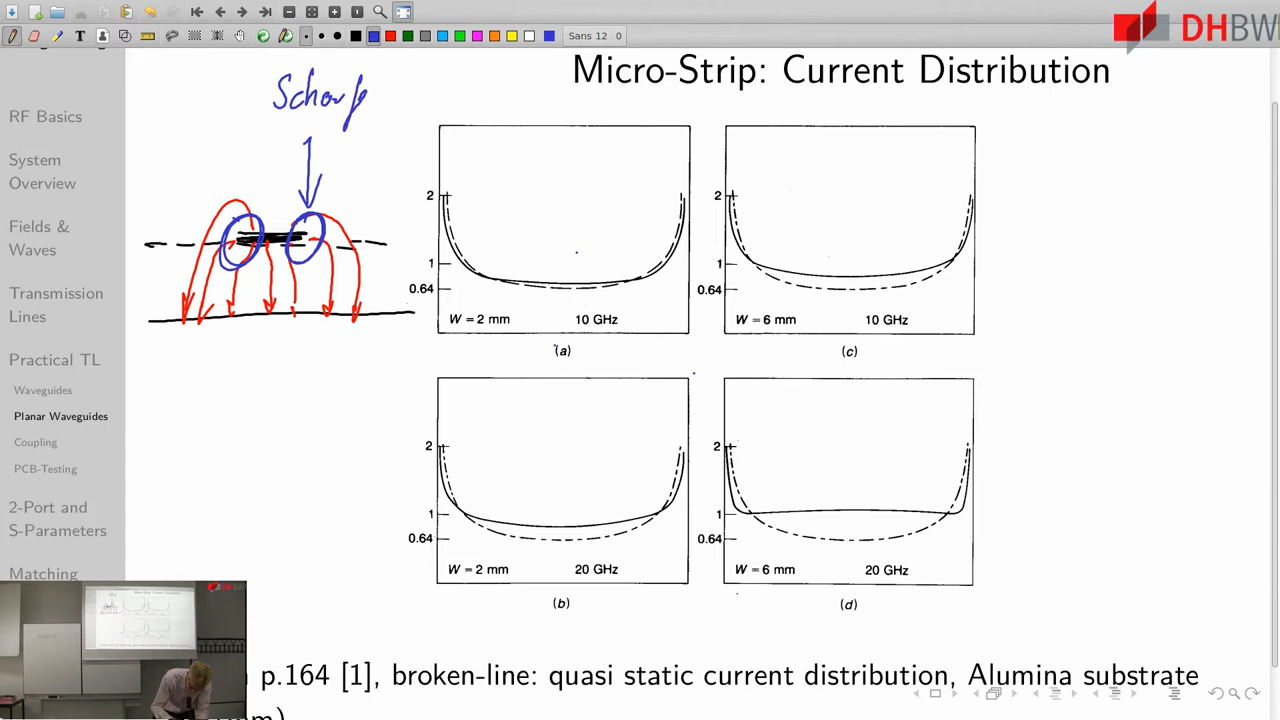 Sans 12 0
DHBW
Micro-Strip: Current Distribution
Scharf
RF Basics
System
Overview
Fields &
Waves
Transmission
Lines
Practical TL
Waveguides
Planar Waveguides
Coupling
PCB-Testing
2-Port and
S-Parameters
Matching
2
1
0.64
W = 2 mm 10 GHz
(a)
2
1
0.64
W = 6 mm 10 GHz
(c)
2
1
0.64
W = 2 mm 20 GHz
(b)
2
1
0.64
W = 6 mm 20 GHz
(d)
p.164 [1], broken-line: quasi static current distribution, Alumina substrate